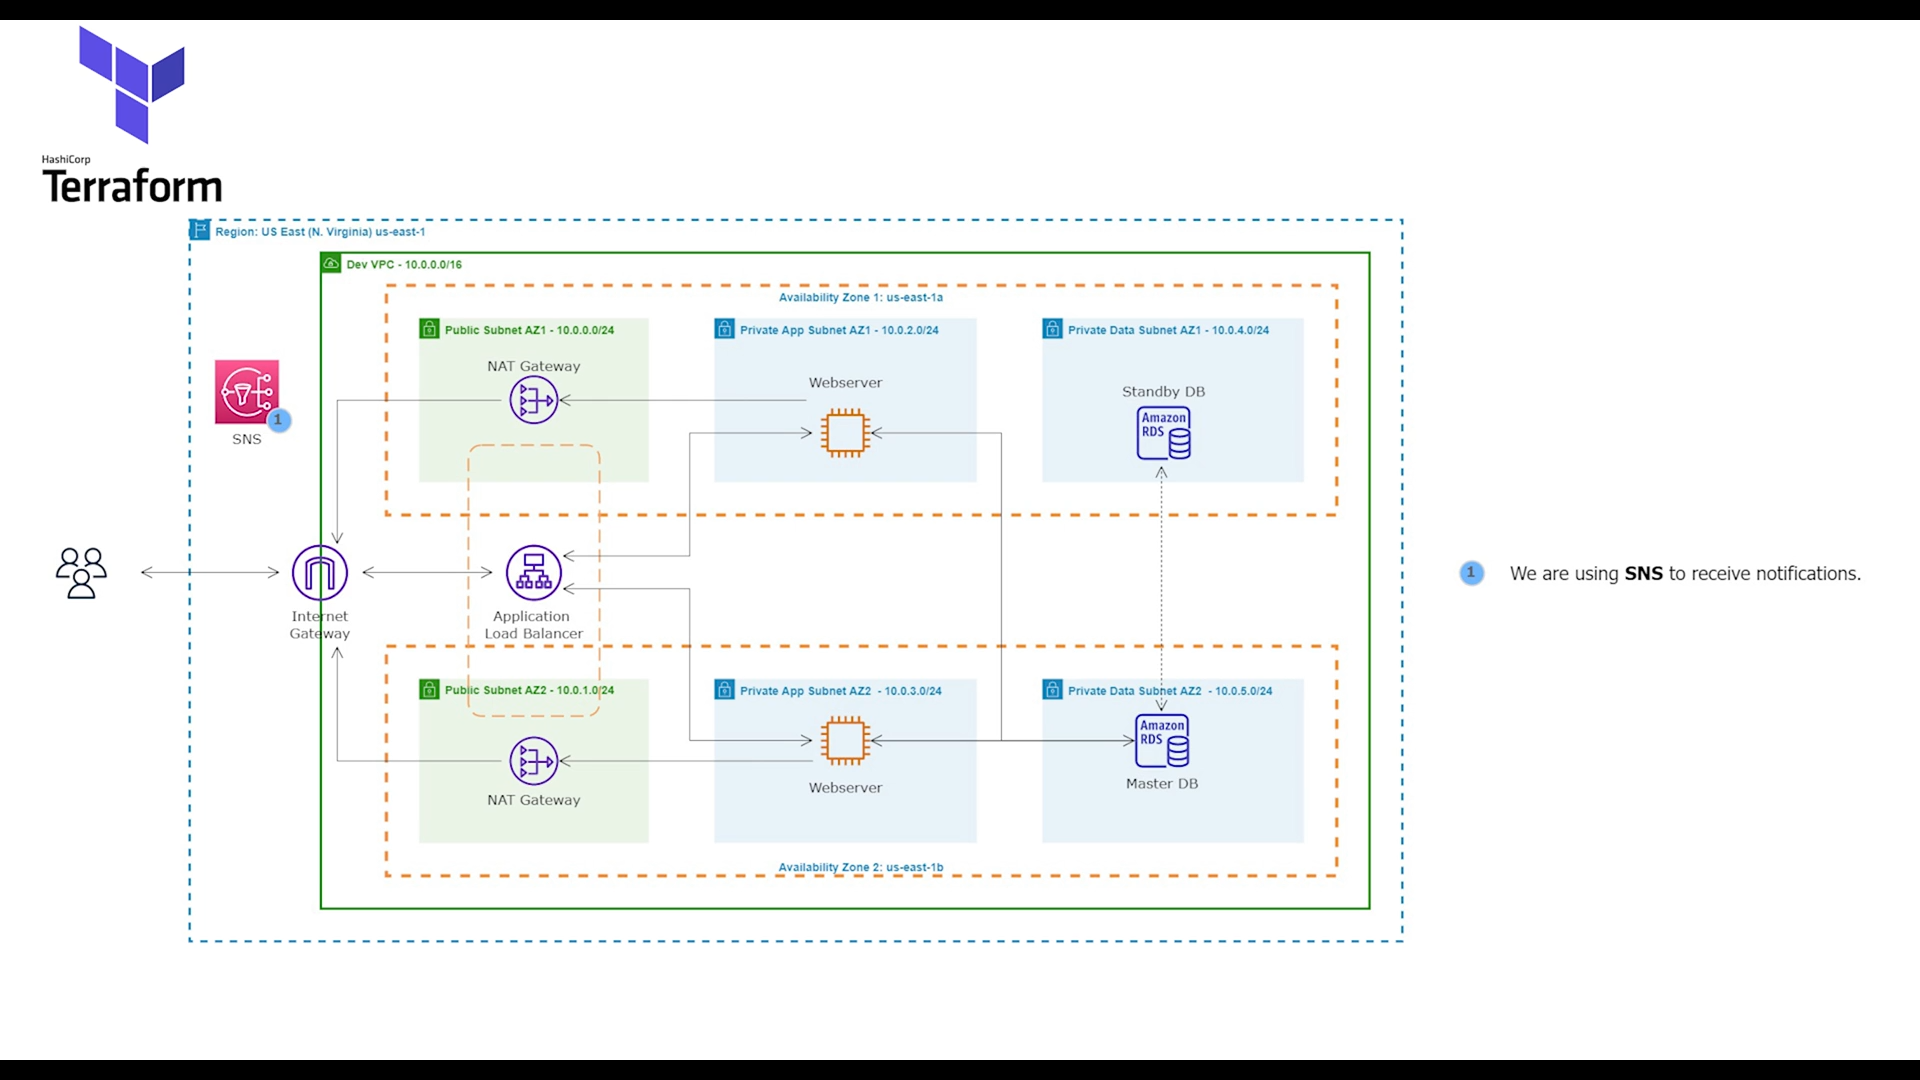 HashiCorp
Terraform
Region: US East (N. Virginia) us-east-1
Dev VPC - 10.0.0.0/16
Availability Zone 1: us-east-1a
Public Subnet AZ1 - 10.0.0.0/24
Private App Subnet AZ1 - 10.0.2.0/24
Private Data Subnet AZ1 - 10.0.4.0/24
NAT Gateway
Webserver
Standby DB
Amazon
RDS
1
SNS
Internet
Gateway
Application
Load Balancer
1
We are using SNS to receive notifications.
Public Subnet AZ2 - 10.0.1.0/24
Private App Subnet AZ2 - 10.0.3.0/24
Private Data Subnet AZ2 - 10.0.5.0/24
Amazon
RDS
NAT Gateway
Webserver
Master DB
Availability Zone 2: us-east-1b